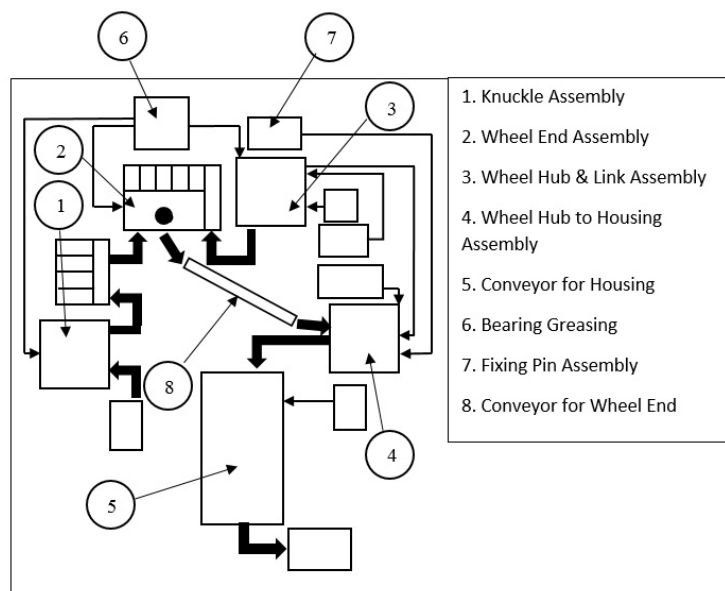 6
7
3
2
1
8
4
5
1. Knuckle Assembly
2. Wheel End Assembly
3. Wheel Hub & Link Assembly
4. Wheel Hub to Housing
Assembly
5. Conveyor for Housing
6. Bearing Greasing
7. Fixing Pin Assembly
8. Conveyor for Wheel End